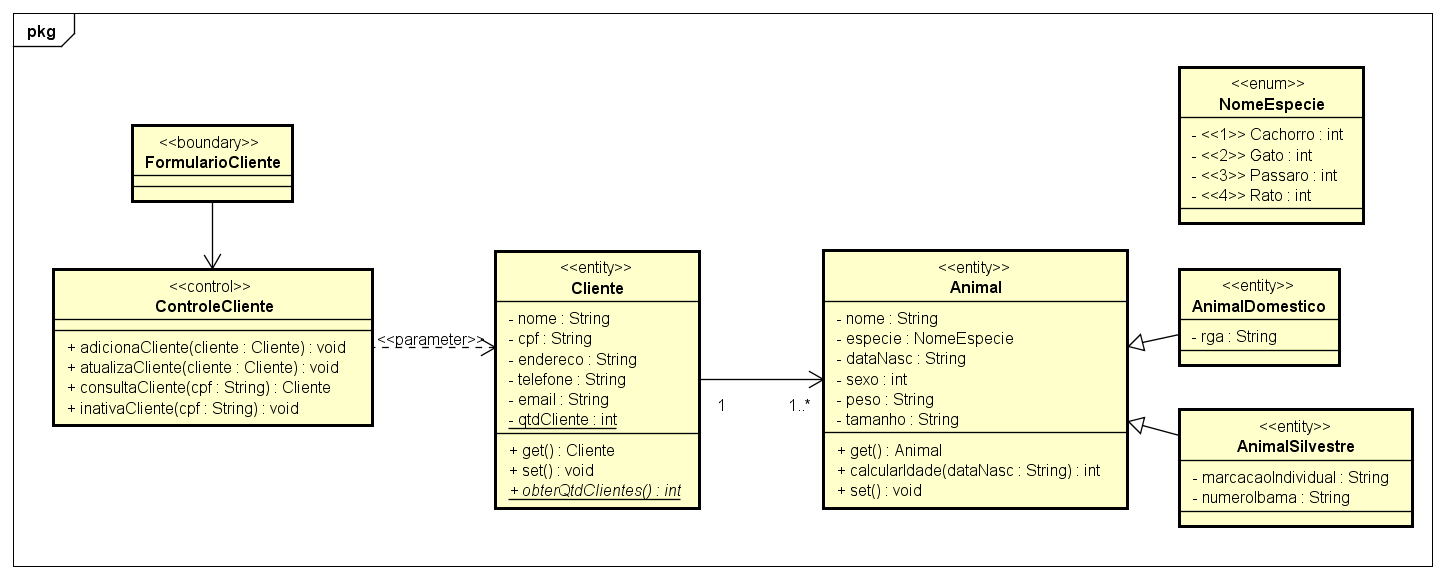 pkg
<<boundary>>
FormularioCliente
<<control>>
ControleCliente
+ adicionaCliente(cliente : Cliente) : void
+ atualizaCliente(cliente : Cliente) : void
+ consultaCliente(cpf : String) : Cliente
+ inativaCliente(cpf : String) : void
<<parameter>>
<<entity>>
Cliente
- nome : String
- cpf : String
- endereco : String
- telefone : String
- email : String
- qtdCliente : int
+ get() : Cliente
+ set() : void
+ obterQtdClientes() : int
1
1..*
<<entity>>
Animal
- nome : String
- especie : NomeEspecie
- dataNasc : String
- sexo : int
- peso : String
- tamanho : String
+ get() : Animal
+ calcularIdade(dataNasc : String) : int
+ set() : void
<<enum>>
NomeEspecie
- <<1>> Cachorro : int
- <<2>> Gato : int
- <<3>> Passaro : int
- <<4>> Rato : int
<<entity>>
AnimalDomestico
- rga : String
<<entity>>
AnimalSilvestre
- marcacaoIndividual : String
- numeroIbama : String